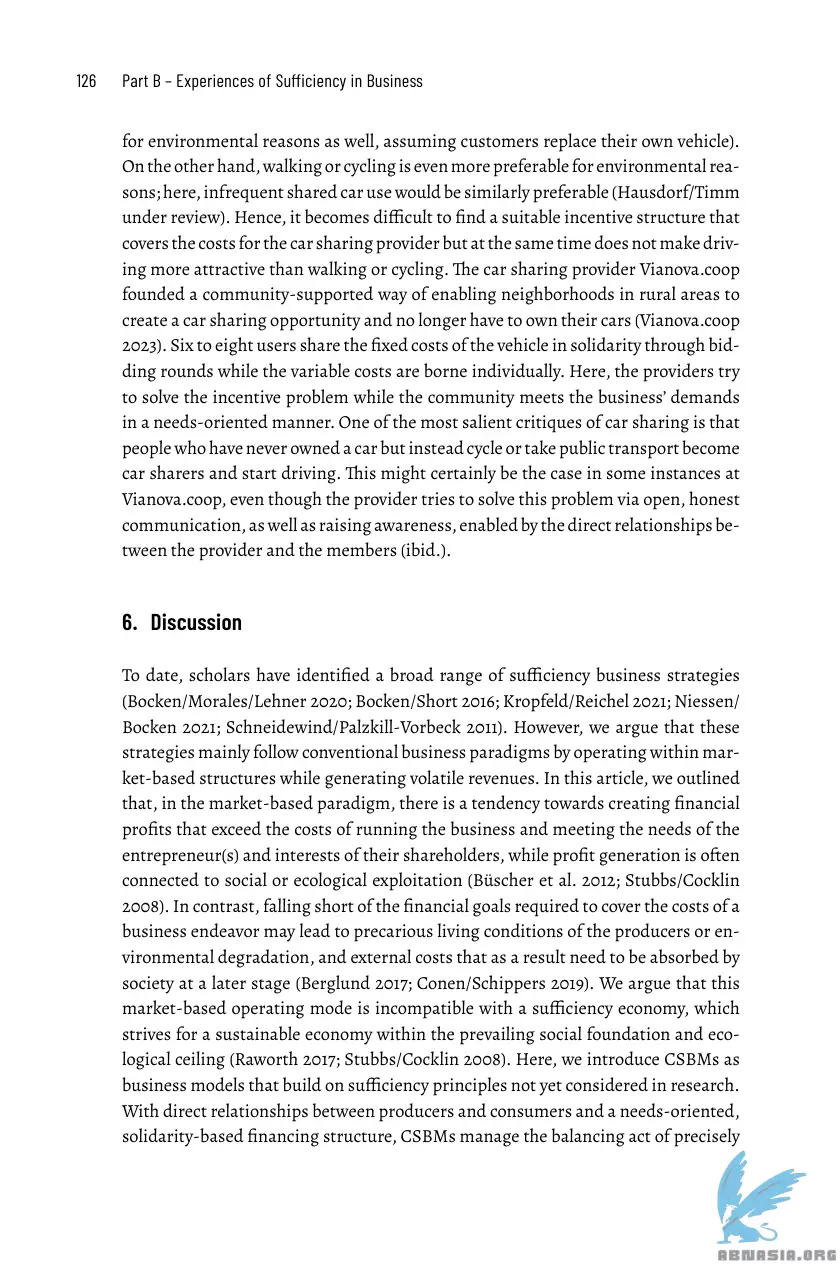 126 Part B – Experiences of Sufficiency in Business
for environmental reasons as well, assuming customers replace their own vehicle).
On the other hand, walking or cycling is even more preferable for environmental rea-
sons; here, infrequent shared car use would be similarly preferable (Hausdorf/Timm
under review). Hence, it becomes difficult to find a suitable incentive structure that
covers the costs for the car sharing provider but at the same time does not make driv-
ing more attractive than walking or cycling. The car sharing provider Vianova.coop
founded a community-supported way of enabling neighborhoods in rural areas to
create a car sharing opportunity and no longer have to own their cars (Vianova.coop
2023). Six to eight users share the fixed costs of the vehicle in solidarity through bid-
ding rounds while the variable costs are borne individually. Here, the providers try
to solve the incentive problem while the community meets the business’ demands
in a needs-oriented manner. One of the most salient critiques of car sharing is that
people who have never owned a car but instead cycle or take public transport become
car sharers and start driving. This might certainly be the case in some instances at
Vianova.coop, even though the provider tries to solve this problem via open, honest
communication, as well as raising awareness, enabled by the direct relationships be-
tween the provider and the members (ibid.).
6. Discussion
To date, scholars have identified a broad range of sufficiency business strategies
(Bocken/Morales/Lehner 2020; Bocken/Short 2016; Kropfeld/Reichel 2021; Niessen/
Bocken 2021; Schneidewind/Palzkill-Vorbeck 2011). However, we argue that these
strategies mainly follow conventional business paradigms by operating within mar-
ket-based structures while generating volatile revenues. In this article, we outlined
that, in the market-based paradigm, there is a tendency towards creating financial
profits that exceed the costs of running the business and meeting the needs of the
entrepreneur(s) and interests of their shareholders, while profit generation is often
connected to social or ecological exploitation (Büscher et al. 2012; Stubbs/Cocklin
2008). In contrast, falling short of the financial goals required to cover the costs of a
business endeavor may lead to precarious living conditions of the producers or en-
vironmental degradation, and external costs that as a result need to be absorbed by
society at a later stage (Berglund 2017; Conen/Schippers 2019). We argue that this
market-based operating mode is incompatible with a sufficiency economy, which
strives for a sustainable economy within the prevailing social foundation and eco-
logical ceiling (Raworth 2017; Stubbs/Cocklin 2008). Here, we introduce CSBMs as
business models that build on sufficiency principles not yet considered in research.
With direct relationships between producers and consumers and a needs-oriented,
solidarity-based financing structure, CSBMs manage the balancing act of precisely
ABNASIA.ORG